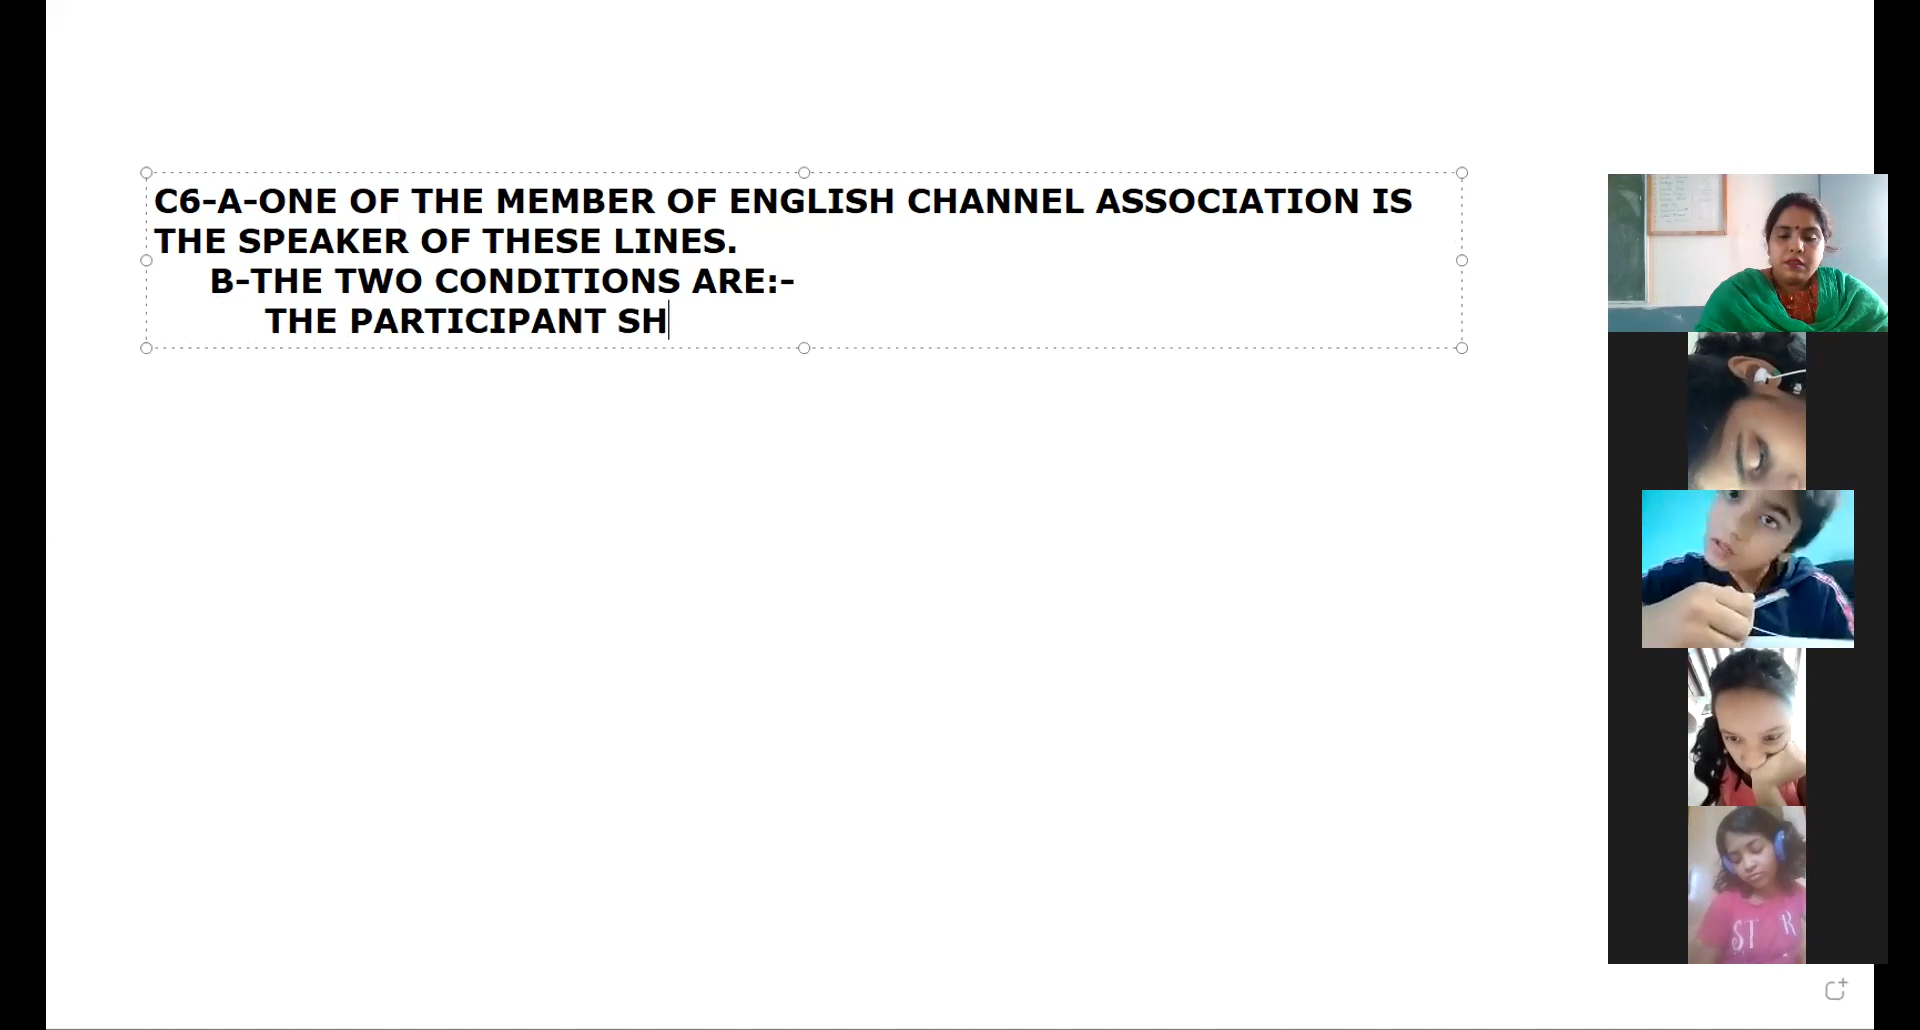 C6-A-ONE OF THE MEMBER OF ENGLISH CHANNEL ASSOCIATION IS
THE SPEAKER OF THESE LINES.
B-THE TWO CONDITIONS ARE:-
THE PARTICIPANT SH
ST R